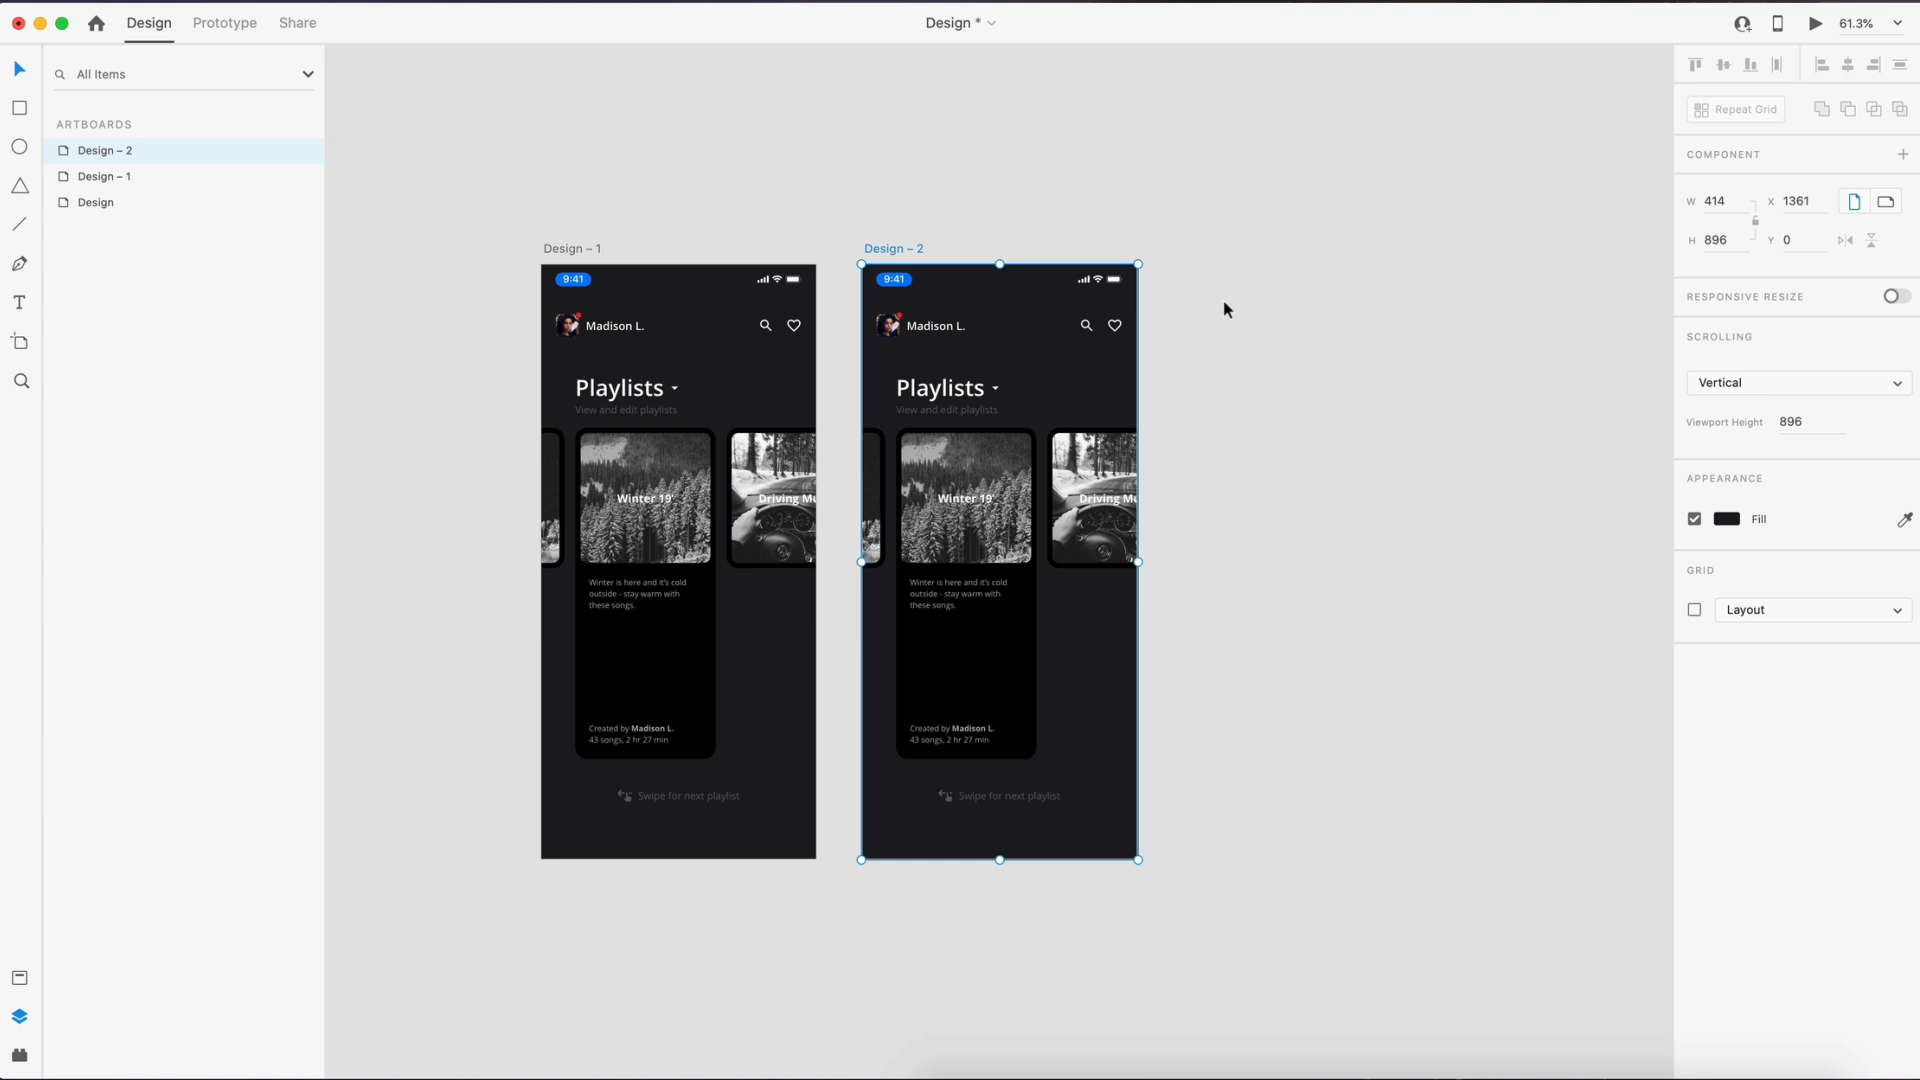 Design Prototype Share
Design *
61.3%
All Items
ARTBOARDS
Design – 2
Design – 1
Design
Design – 1
9:41
Madison L.
Playlists
View and edit playlists
Winter 19'
Driving Mu
Winter is here and it's cold
outside - stay warm with
these songs.
Created by Madison L.
43 songs, 2 hr 27 min
Swipe for next playlist
Design – 2
9:41
Madison L.
Playlists
View and edit playlists
Winter 19'
Driving Mu
Winter is here and it's cold
outside - stay warm with
these songs.
Created by Madison L.
43 songs, 2 hr 27 min
Swipe for next playlist
Repeat Grid
COMPONENT
W 414 X 1361
H 896 Y 0
RESPONSIVE RESIZE
SCROLLING
Vertical
Viewport Height 896
APPEARANCE
Fill
GRID
Layout